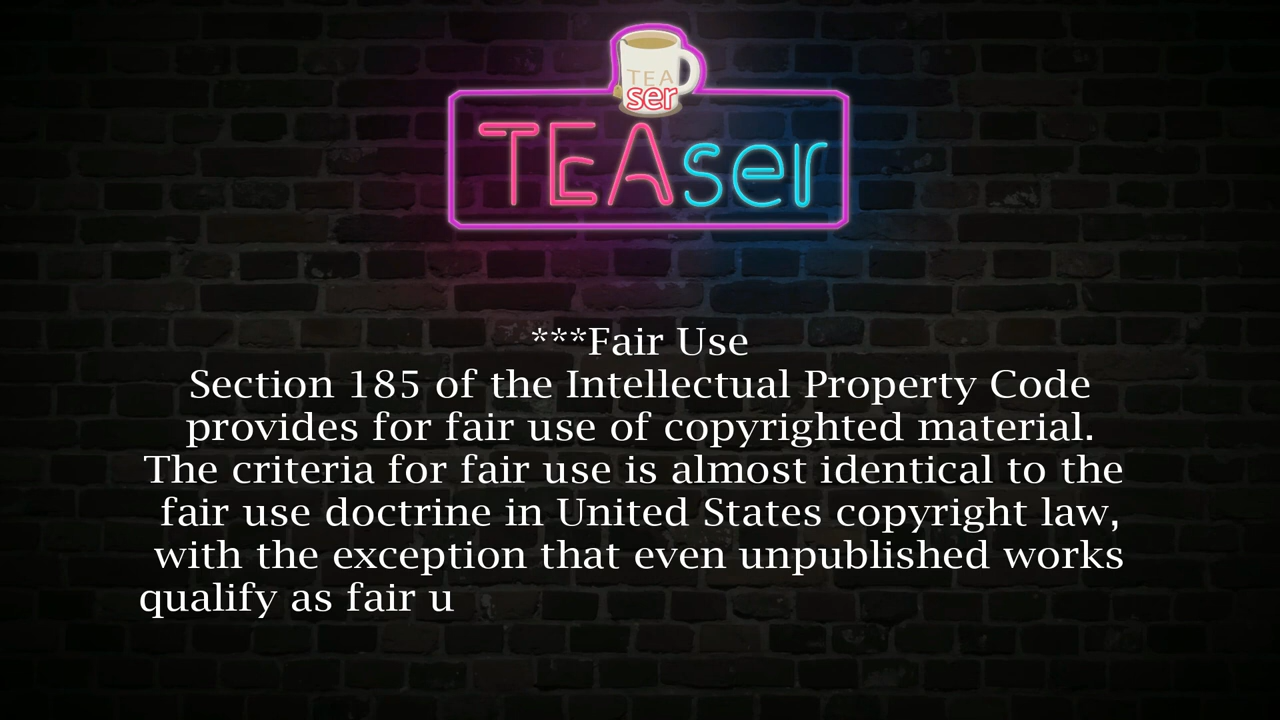 TEA
ser
TEAser
***Fair Use
Section 185 of the Intellectual Property Code
provides for fair use of copyrighted material.
The criteria for fair use is almost identical to the
fair use doctrine in United States copyright law,
with the exception that even unpublished works
qualify as fair u